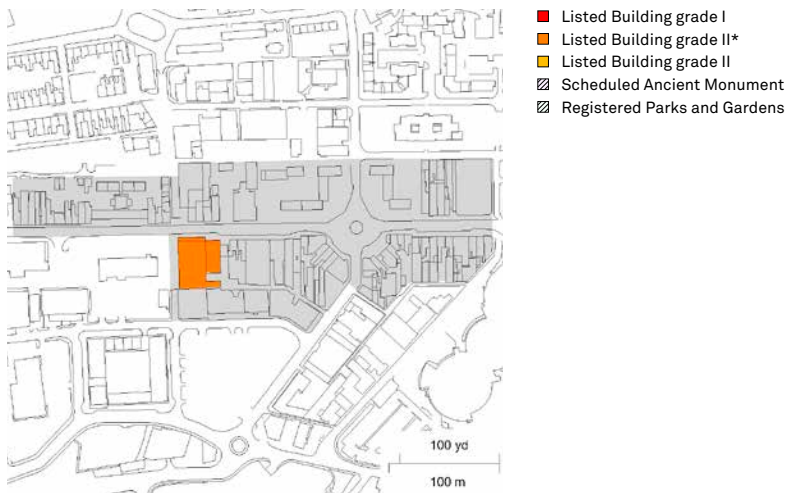 Listed Building grade I
Listed Building grade II*
Listed Building grade II
Scheduled Ancient Monument
Registered Parks and Gardens
100 yd
100 m